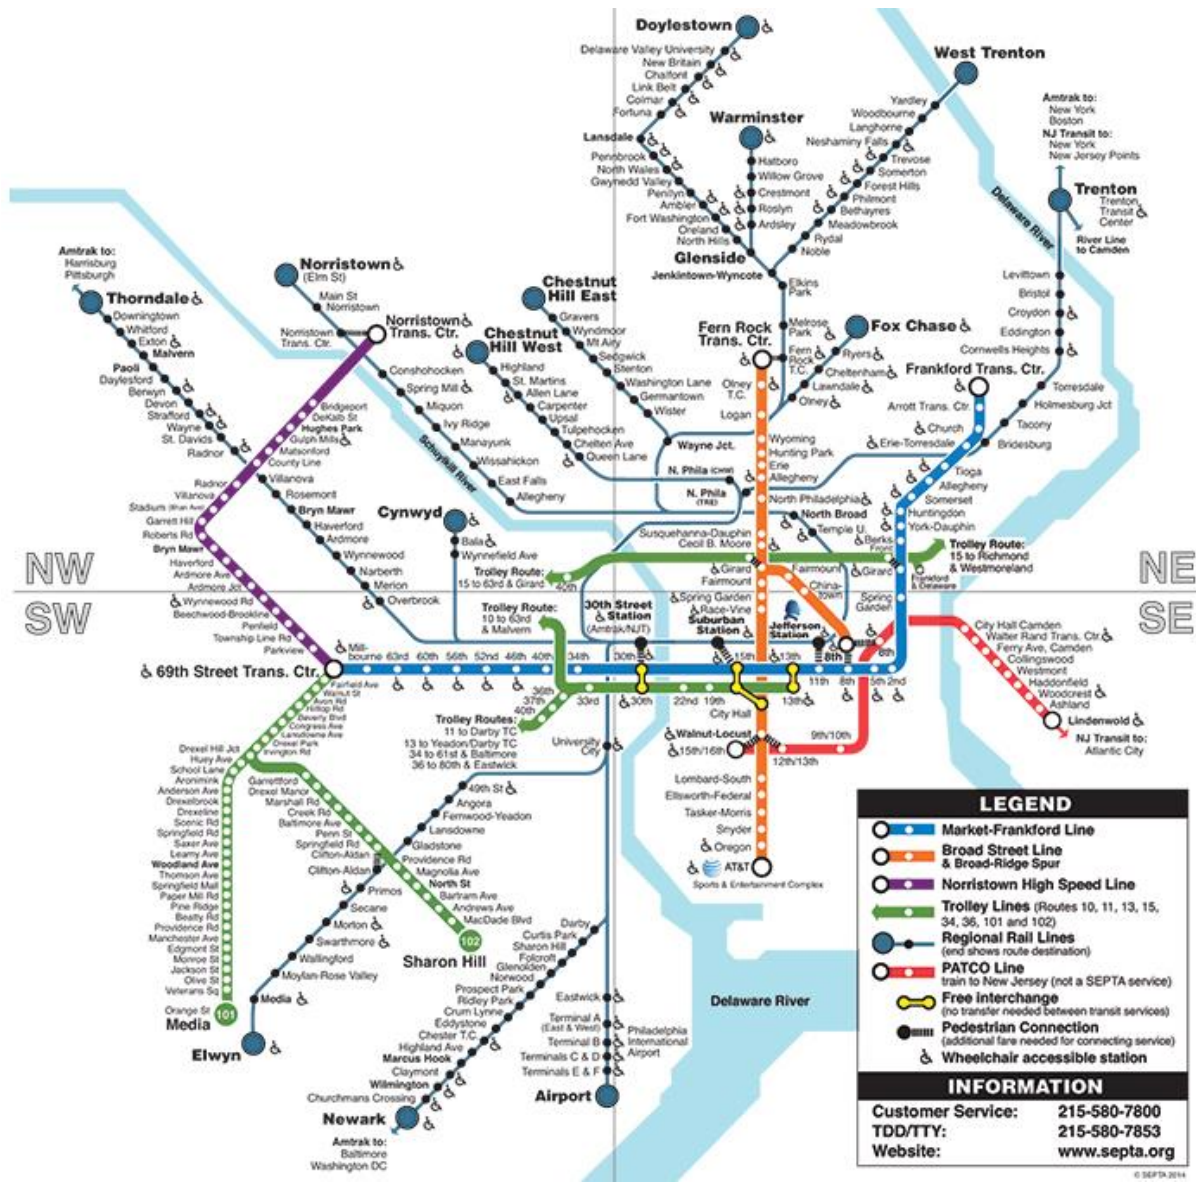 Doylestown
Delaware Valley University
New Britain
Chalfont
Link Belt
Colmar
Fortuna
Lansdale
Pennbrook
North Wales
Gwynedd Valley
Penllyn
Ambler
Fort Washington
Oreland
North Hills
Glenside
Jenkintown-Wyncote
Warminster
Hatboro
Willow Grove
Crestmont
Roslyn
Ardsley
West Trenton
Yardley
Woodbourne
Langhorne
Neshaminy Falls
Trevose
Somerton
Forest Hills
Philmont
Bethayres
Meadowbrook
Rydal
Noble
Elkins
Park
Melrose
Park
Fern
Rock
T.C.
Amtrak to:
New York
Boston
NJ Transit to:
New York
New Jersey Points
Trenton
Trenton
Transit
Center
River Line
to Camden
Delaware River
Levittown
Bristol
Croydon
Eddington
Cornwells Heights
Torresdale
Holmesburg Jct
Tacony
Bridesburg
Amtrak to:
Harrisburg
Pittsburgh
Thorndale
Downingtown
Whitford
Exton
Malvern
Paoli
Daylesford
Berwyn
Devon
Strafford
Wayne
St. Davids
Radnor
Villanova
Rosemont
Bryn Mawr
Haverford
Ardmore
Wynnewood
Narberth
Merion
Overbrook
Norristown
(Elm St)
Main St
Norristown
Norristown
Trans. Ctr.
Norristown
Trans. Ctr.
Conshohocken
Spring Mill
Miquon
Ivy Ridge
Manayunk
Wissahickon
East Falls
Allegheny
Schuylkill River
Bridgeport
DeKalb St
Hughes Park
Gulph Mills
Matsonford
County Line
Radnor
Villanova
Stadium (Ithan Ave)
Garrett Hill
Roberts Rd
Bryn Mawr
Haverford
Ardmore Ave
Ardmore Jct
Wynnewood Rd
Beechwood-Brookline
Penfield
Township Line Rd
Parkview
69th Street Trans. Ctr.
Chestnut
Hill East
Gravers
Wyndmoor
Mt Airy
Sedgwick
Stenton
Washington Lane
Germantown
Wister
Wayne Jct.
Chestnut
Hill West
Highland
St. Martins
Allen Lane
Carpenter
Upsal
Tulpehocken
Chelten Ave
Queen Lane
N. Phila (CHW)
N. Phila
(TRE)
North Broad
Temple U.
Fern Rock
Trans. Ctr.
Olney
T.C.
Logan
Wyoming
Hunting Park
Erie
Allegheny
North Philadelphia
Susquehanna-Dauphin
Cecil B. Moore
Girard
Fairmount
Spring Garden
Race-Vine
Fox Chase
Ryers
Cheltenham
Lawndale
Olney
Frankford Trans. Ctr.
Arrott Trans. Ctr.
Church
Erie-Torresdale
Tioga
Allegheny
Somerset
Huntingdon
York-Dauphin
Berks
Front
Girard
Frankford
& Delaware
Spring
Garden
Fairmount
China-
town
Trolley Route:
15 to Richmond
& Westmoreland
Cynwyd
Bala
Wynnefield Ave
Trolley Route:
15 to 63rd & Girard
40th
Trolley Route:
10 to 63rd
& Malvern
30th Street
Station
(Amtrak/NJT)
Suburban
Station
Jefferson
Station
NW
SW
NE
SE
Mill-
bourne
63rd
60th
56th
52nd
46th
40th
34th
30th
15th
13th
11th
8th
8th
8th
5th
2nd
36th
37th
40th
33rd
30th
22nd
19th
13th
City Hall
Trolley Routes:
11 to Darby TC
13 to Yeadon/Darby TC
34 to 61st & Baltimore
36 to 80th & Eastwick
University
City
Walnut-Locust
15th/16th
12th/13th
9th/10th
Lombard-South
Ellsworth-Federal
Tasker-Morris
Snyder
Oregon
AT&T
Sports & Entertainment Complex
City Hall Camden
Walter Rand Trans. Ctr.
Ferry Ave, Camden
Collingswood
Westmont
Haddonfield
Woodcrest
Ashland
Lindenwold
NJ Transit to:
Atlantic City
Fairfield Ave
Walnut St
Avon Rd
Hilltop Rd
Beverly Blvd
Congress Ave
Lansdowne Ave
Drexel Park
Irvington Rd
Drexel Hill Jct
Huey Ave
School Lane
Aronimink
Anderson Ave
Drexelbrook
Drexeline
Scenic Rd
Springfield Rd
Saxer Ave
Leamy Ave
Woodland Ave
Thomson Ave
Springfield Mall
Paper Mill Rd
Pine Ridge
Beatty Rd
Providence Rd
Manchester Ave
Edgmont St
Monroe St
Jackson St
Olive St
Veterans Sq
Orange St
101
Media
Garrettford
Drexel Manor
Marshall Rd
Creek Rd
Baltimore Ave
Penn St
Springfield Rd
Clifton-Aldan
Clifton-Aldan
Providence Rd
Magnolia Ave
North St
Bartram Ave
Andrews Ave
MacDade Blvd
102
Sharon Hill
49th St
Angora
Fernwood-Yeadon
Lansdowne
Gladstone
Primos
Secane
Morton
Swarthmore
Wallingford
Moylan-Rose Valley
Media
Elwyn
Darby
Curtis Park
Sharon Hill
Folcroft
Glenolden
Norwood
Prospect Park
Ridley Park
Crum Lynne
Eddystone
Chester T.C.
Highland Ave
Marcus Hook
Claymont
Wilmington
Churchmans Crossing
Newark
Amtrak to:
Baltimore
Washington DC
Eastwick
Terminal A
(East & West)
Terminal B
Terminals C & D
Terminals E & F
Philadelphia
International
Airport
Airport
Delaware River
LEGEND
Market-Frankford Line
Broad Street Line
& Broad-Ridge Spur
Norristown High Speed Line
Trolley Lines (Routes 10, 11, 13, 15,
34, 36, 101 and 102)
Regional Rail Lines
(end shows route destination)
PATCO Line
train to New Jersey (not a SEPTA service)
Free interchange
(no transfer needed between transit services)
Pedestrian Connection
(additional fare needed for connecting service)
Wheelchair accessible station
INFORMATION
Customer Service: 215-580-7800
TDD/TTY: 215-580-7853
Website: www.septa.org
© SEPTA 2014